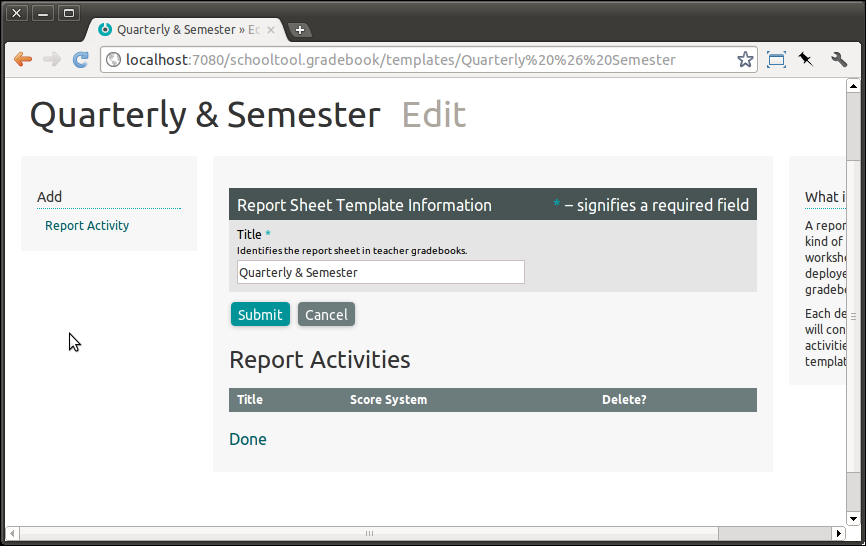 Quarterly & Semester » Ed
localhost:7080/schooltool.gradebook/templates/Quarterly%20%26%20Semester
Quarterly & Semester Edit
Add
Report Activity
Report Sheet Template Information * – signifies a required field
Title *
Identifies the report sheet in teacher gradebooks.
Quarterly & Semester
Submit Cancel
Report Activities
Title Score System Delete?
Done
What i
A repor
kind of
workshe
deploye
gradebo
Each de
will con
activitie
templat